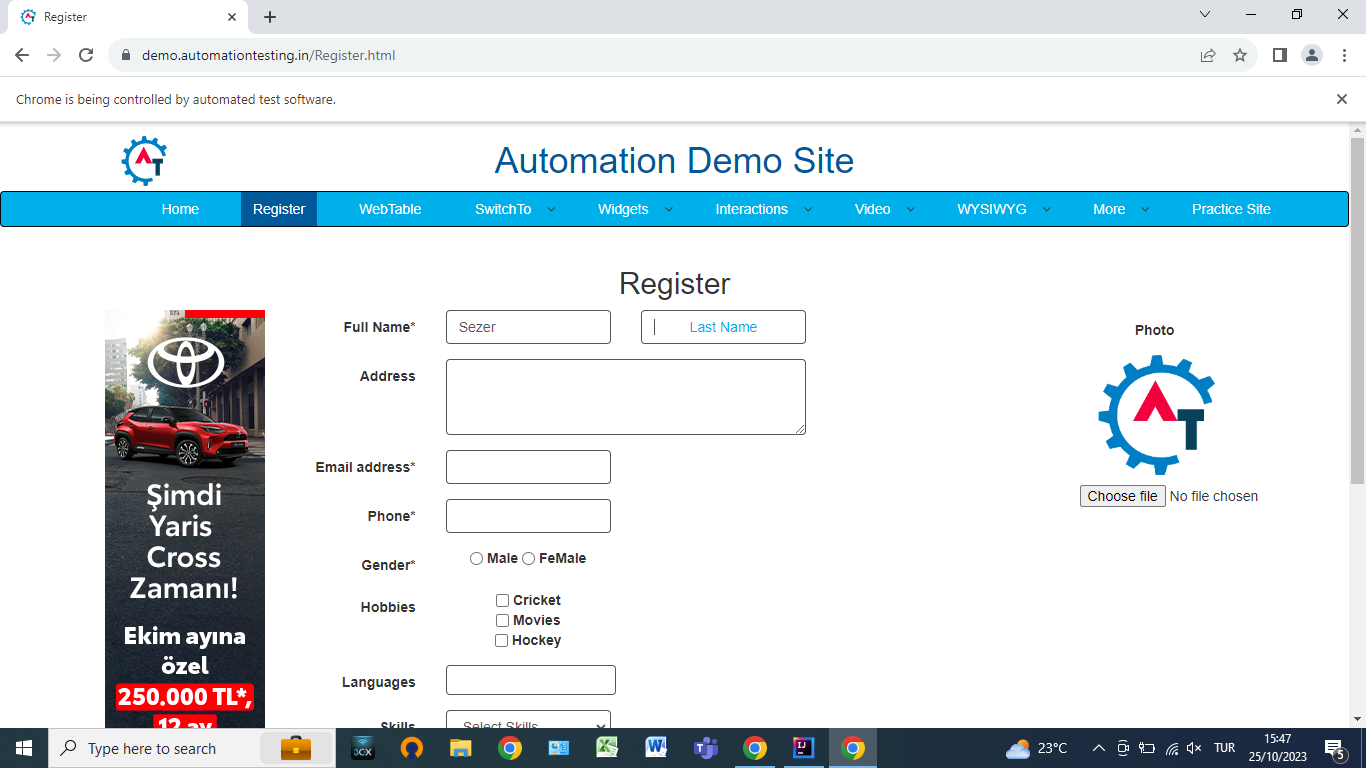 Register
demo.automationtesting.in/Register.html
Chrome is being controlled by automated test software.
AT
Automation Demo Site
Home Register WebTable SwitchTo Widgets Interactions Video WYSIWYG More Practice Site
Register
Full Name* Sezer Last Name
Photo
Address
AT
Email address*
Choose file No file chosen
Phone*
Gender* Male FeMale
Hobbies Cricket
Movies
Hockey
Languages
Skills Select Skills
Şimdi
Yaris
Cross
Zamanı!
Ekim ayına
özel
250.000 TL*,
12 ay
Type here to search
3CX
IJ
23°C
TUR
15:47
25/10/2023
5